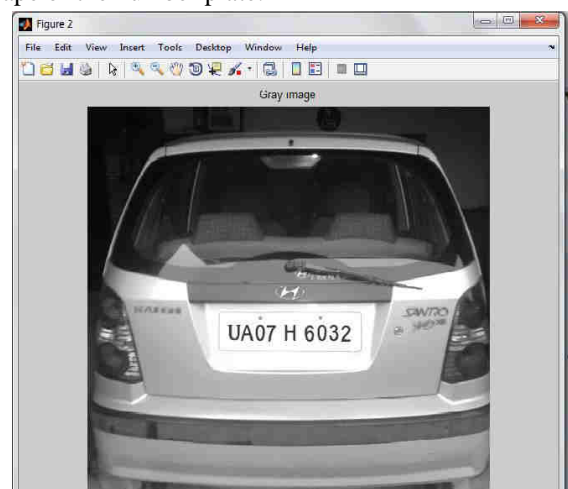 Figure 2
File Edit View Insert Tools Desktop Window Help
Gray image
SANTRO
UA07 H 6032